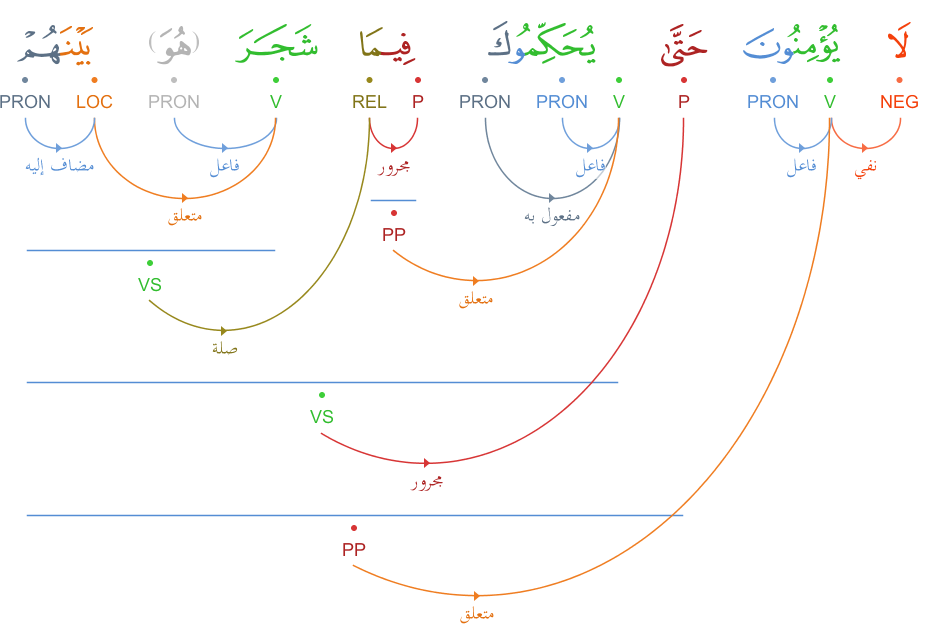 لَا يُؤْمِنُونَ حَتَّىٰ يُحَكِّمُوكَ فِيمَا شَجَرَ (هُوَ) بَيْنَهُمْ
NEG V PRON P V PRON PRON P REL V PRON LOC PRON
نفي فاعل فاعل مجرور فاعل مضاف إليه
مفعول به متعلق
PP
VS متعلق
صلة
VS
مجرور
PP
متعلق